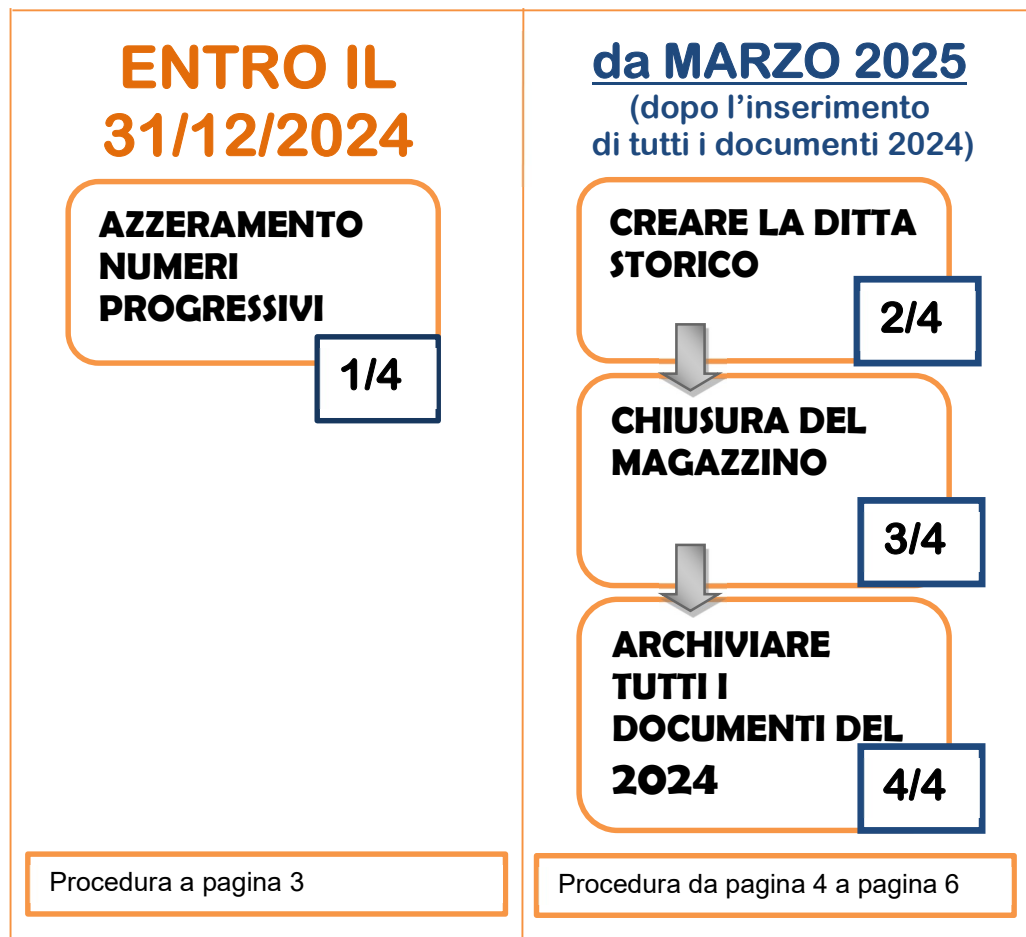 ENTRO IL
31/12/2024
AZZERAMENTO
NUMERI
PROGRESSIVI
1/4
Procedura a pagina 3
da MARZO 2025
(dopo l’inserimento
di tutti i documenti 2024)
CREARE LA DITTA
STORICO
2/4
CHIUSURA DEL
MAGAZZINO
3/4
ARCHIVIARE
TUTTI I
DOCUMENTI DEL
2024
4/4
Procedura da pagina 4 a pagina 6